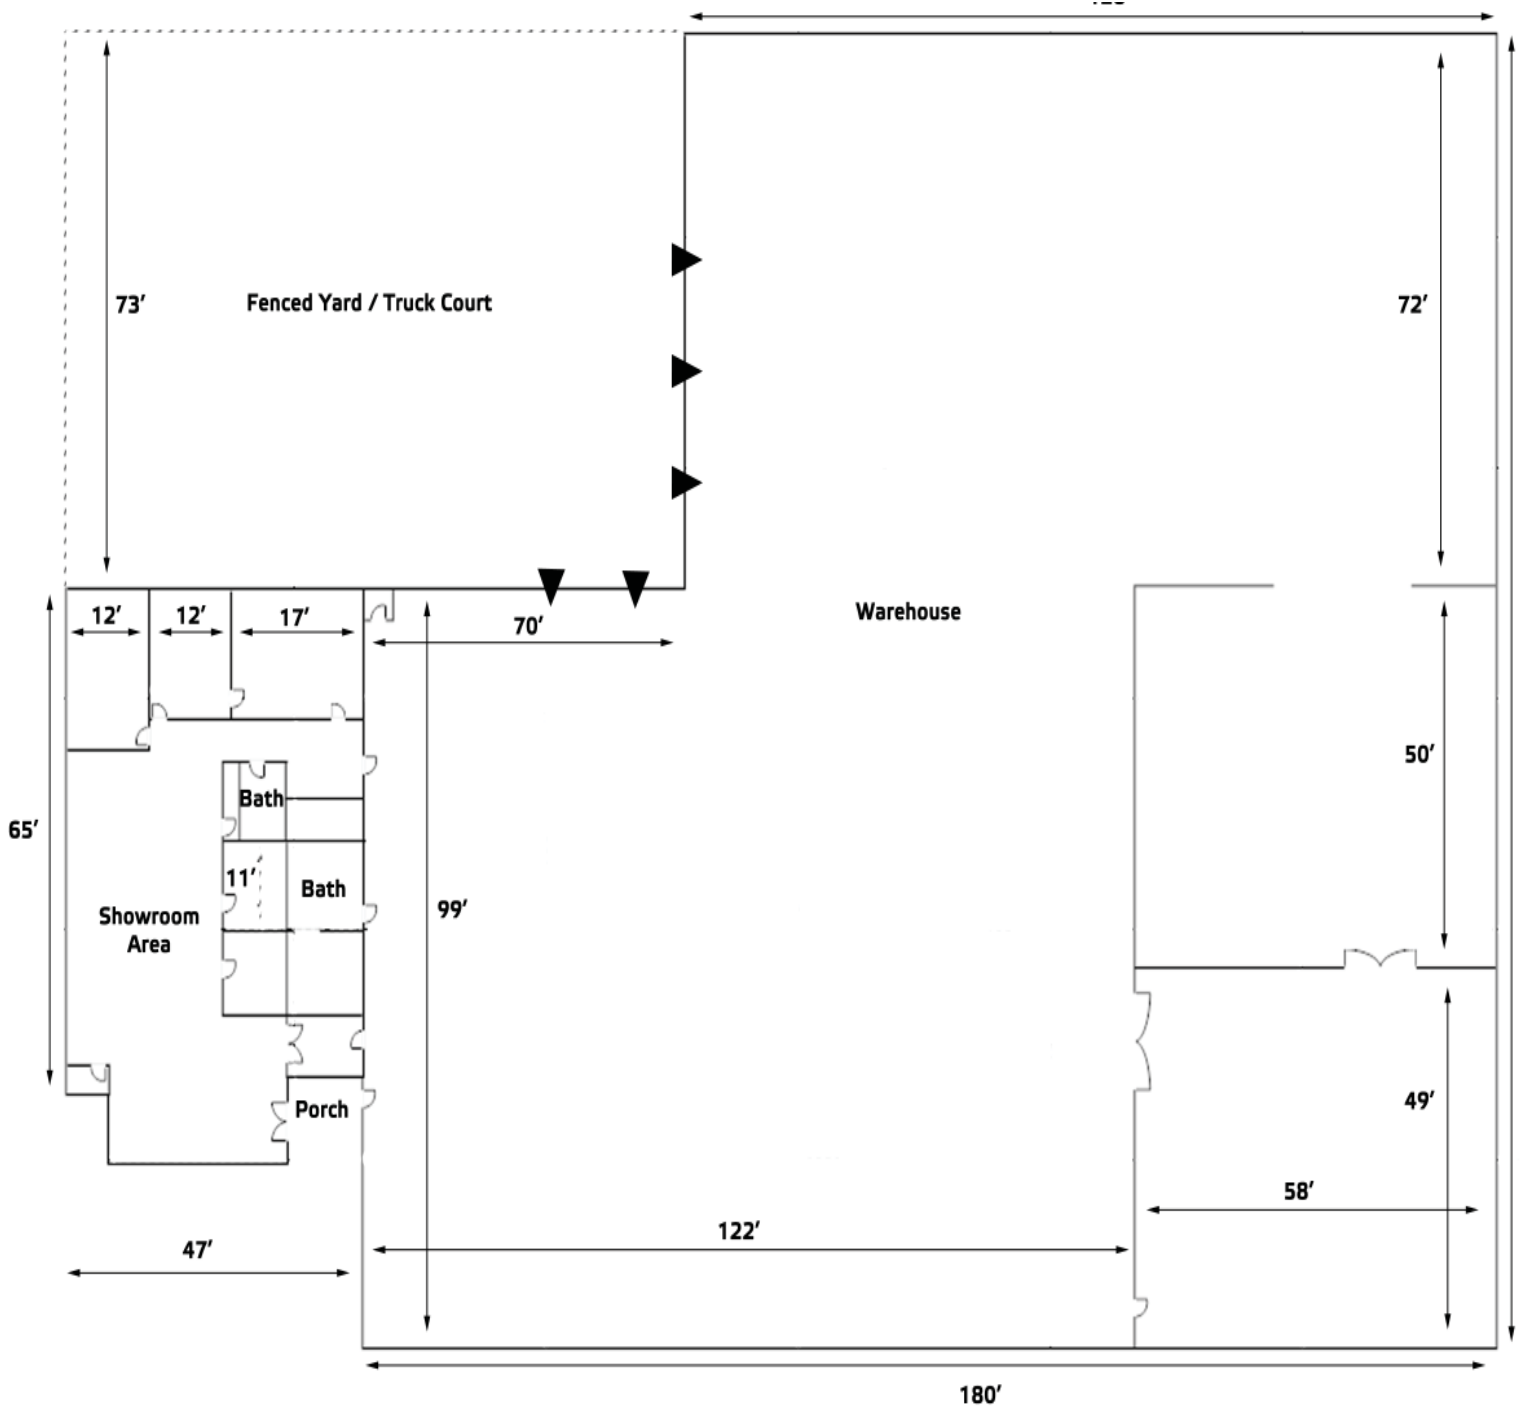 73'
Fenced Yard / Truck Court
72'
12'
12'
17'
70'
Warehouse
50'
Bath
65'
11'
Bath
99'
Showroom
Area
49'
Porch
58'
122'
47'
180'